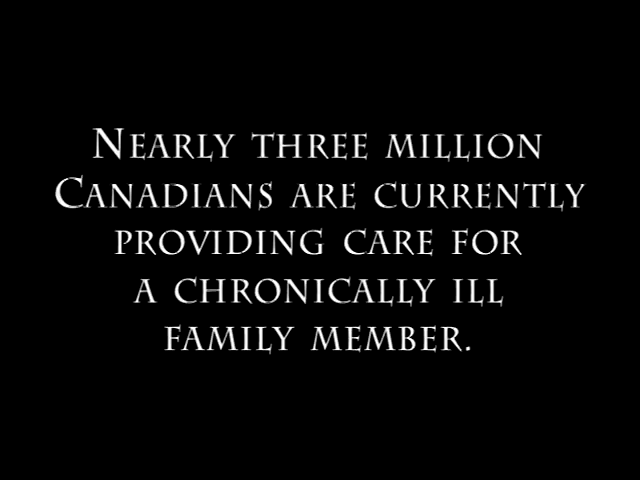 Nearly three million
Canadians are currently
providing care for
a chronically ill
family member.